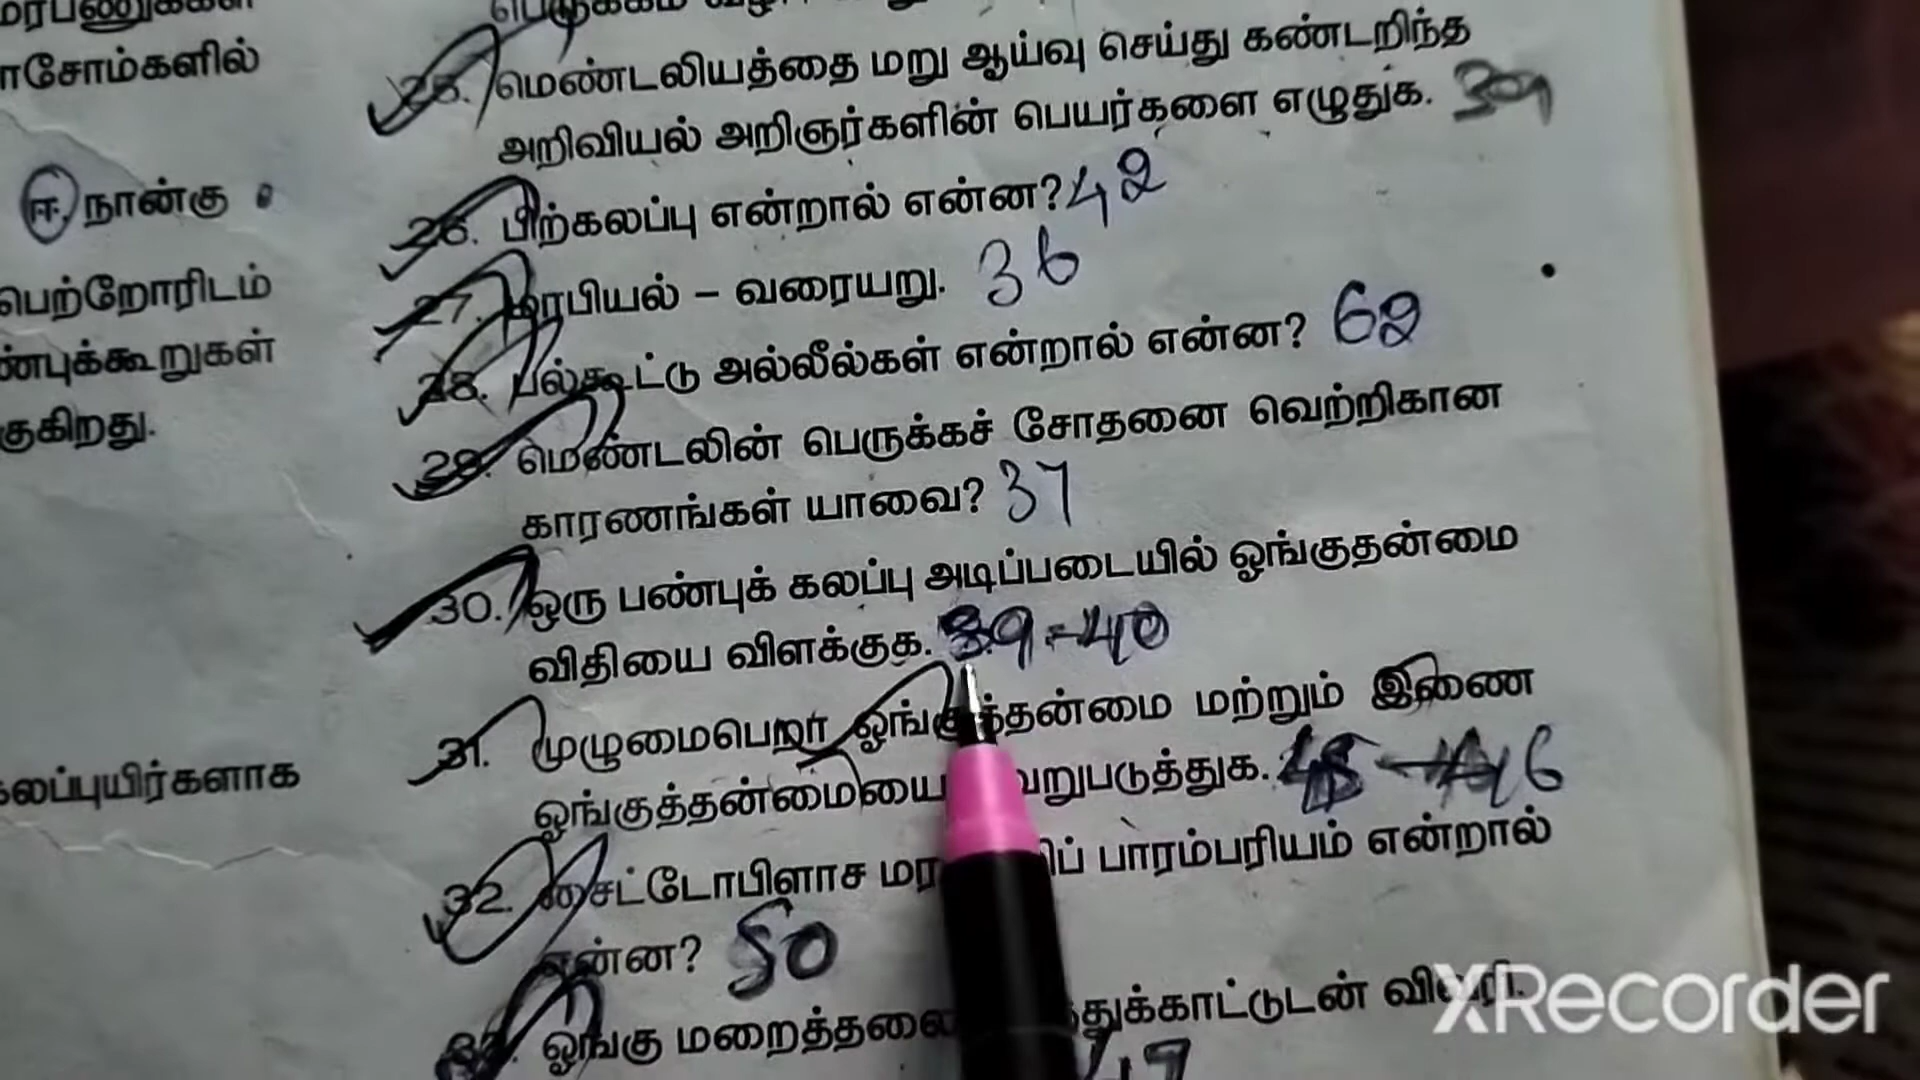 மரபணுக்கள்
ாசோம்களில்
ஈ. நான்கு
பெற்றோரிடம்
ண்புக்கூறுகள்
குகிறது.
கலப்புயிர்களாக
25. மெண்டலியத்தை மறு ஆய்வு செய்து கண்டறிந்த
அறிவியல் அறிஞர்களின் பெயர்களை எழுதுக. 39
26. பிற்கலப்பு என்றால் என்ன? 42
27. மரபியல் – வரையறு. 36
28. பல்கூட்டு அல்லீல்கள் என்றால் என்ன? 62
29. மெண்டலின் பெருக்கச் சோதனை வெற்றிகான
காரணங்கள் யாவை? 37
30. ஒரு பண்புக் கலப்பு அடிப்படையில் ஓங்குதன்மை
விதியை விளக்குக. 39-40
31. முழுமைபெறா ஓங்குத்தன்மை மற்றும் இணை
ஓங்குத்தன்மையை வறுபடுத்துக. 45 - 46
32. சைட்டோபிளாச மர ப் பாரம்பரியம் என்றால்
என்ன? 50
33. ஓங்கு மறைத்தலை த்துக்காட்டுடன் விவரி.
47
XRecorder